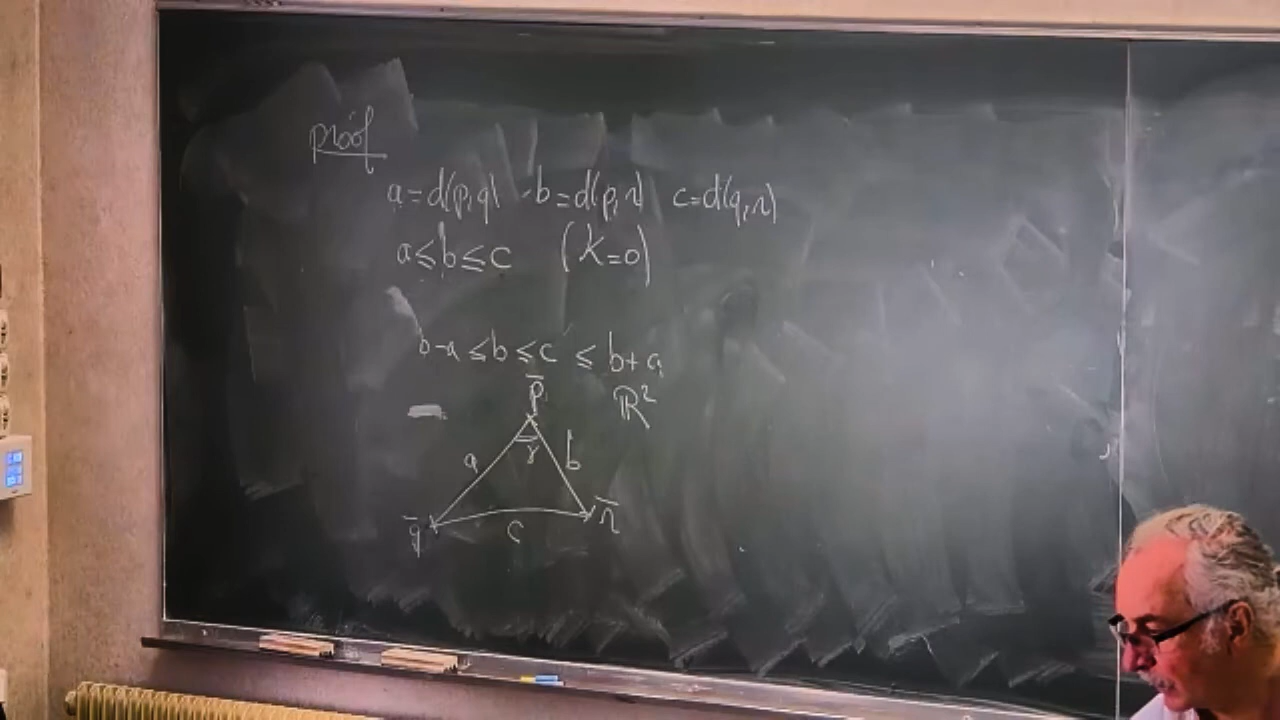 proof
a=d(p,q) b=d(p,r) c=d(q,r)
a≤b≤c (K=0)
b-a ≤b ≤c ≤ b+a
p̄ ℝ²
a γ b
q̄ c r̄